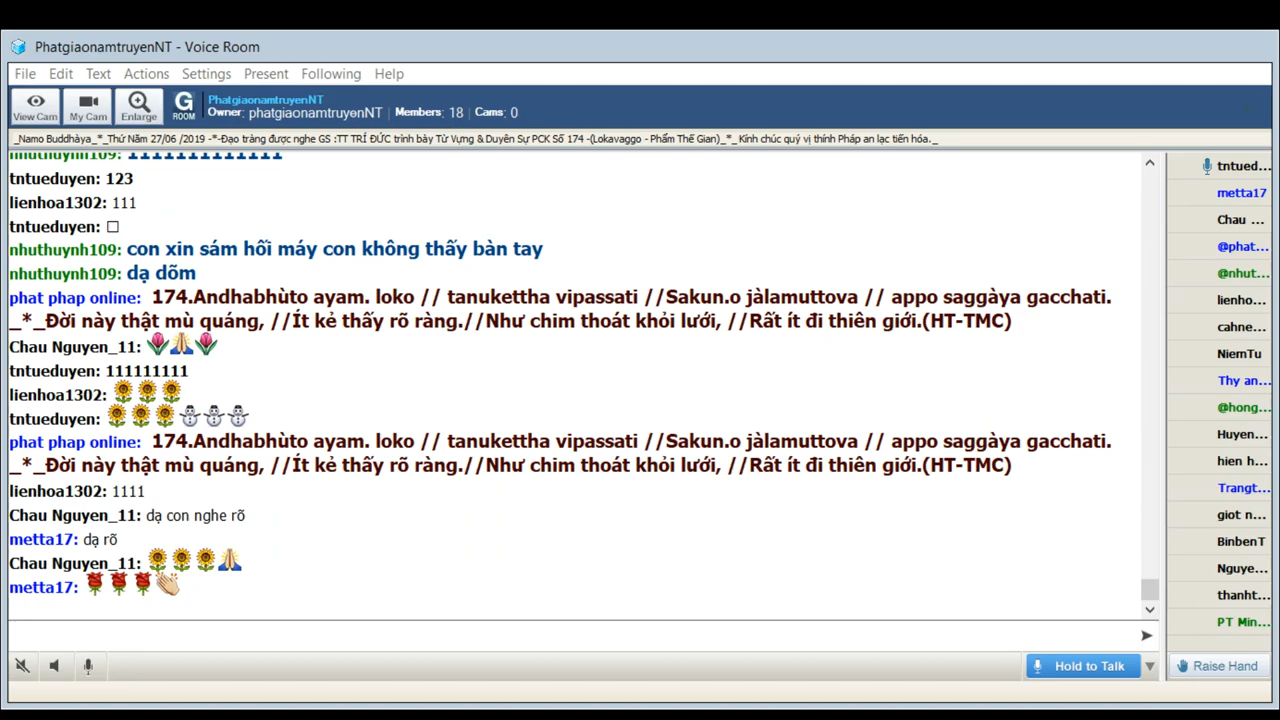 PhatgiaonamtruyenNT - Voice Room
File Edit Text Actions Settings Present Following Help
View Cam My Cam Enlarge G ROOM
PhatgiaonamtruyenNT
Owner: phatgiaonamtruyenNT Members: 18 Cams: 0
_Namo Buddhàya_*_Thứ Năm 27/06 /2019 -*-Đạo tràng được nghe GS :TT TRÍ ĐỨC trình bày Từ Vựng & Duyên Sự PCK Số 174 -(Lokavaggo - Phẩm Thế Gian)_*_ Kính chúc quý vị thính Pháp an lạc tiến hóa._
nhuthuynh109: 1111111111111
tntueduyen: 123
lienhoa1302: 111
tntueduyen: □
nhuthuynh109: con xin sám hối máy con không thấy bàn tay
nhuthuynh109: dạ dõm
phat phap online: 174.Andhabhùto ayam. loko // tanukettha vipassati //Sakun.o jàlamuttova // appo saggàya gacchati.
_*_Đời này thật mù quáng, //Ít kẻ thấy rõ ràng.//Như chim thoát khỏi lưới, //Rất ít đi thiên giới.(HT-TMC)
Chau Nguyen_11: 🌷🙏🌷
tntueduyen: 111111111
lienhoa1302: 🌻🌻🌻
tntueduyen: 🌻🌻🌻⛄⛄⛄
phat phap online: 174.Andhabhùto ayam. loko // tanukettha vipassati //Sakun.o jàlamuttova // appo saggàya gacchati.
_*_Đời này thật mù quáng, //Ít kẻ thấy rõ ràng.//Như chim thoát khỏi lưới, //Rất ít đi thiên giới.(HT-TMC)
lienhoa1302: 1111
Chau Nguyen_11: dạ con nghe rõ
metta17: dạ rõ
Chau Nguyen_11: 🌻🌻🌻🙏
metta17: 🌹🌹🌹👏
tntued...
metta17
Chau ...
@phat...
@nhut...
lienho...
cahne...
NiemTu
Thy an...
@hong...
Huyen...
hien h...
Trangt...
giot n...
BinbenT
Nguye...
thanht...
PT Min...
Hold to Talk
Raise Hand